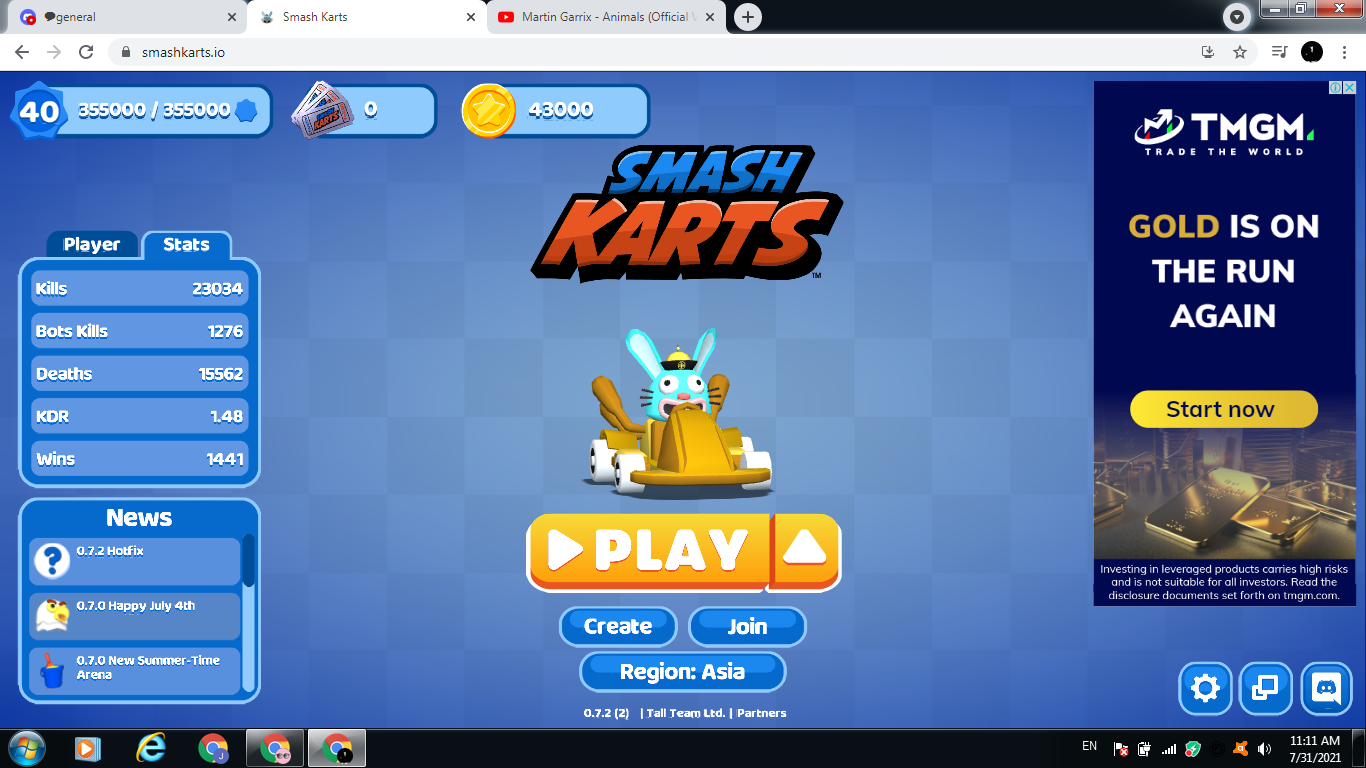 general
Smash Karts
Martin Garrix - Animals (Official
smashkarts.io
40
355000 / 355000
0
43000
SMASH
KARTS
TM
Player
Stats
Kills 23034
Bots Kills 1276
Deaths 15562
KDR 1.48
Wins 1441
News
0.7.2 Hotfix
0.7.0 Happy July 4th
0.7.0 New Summer-Time
Arena
PLAY
Create
Join
Region: Asia
0.7.2 (2) | Tall Team Ltd. | Partners
TMGM
TRADE THE WORLD
GOLD IS ON
THE RUN
AGAIN
Start now
Investing in leveraged products carries high risks
and is not suitable for all investors. Read the
disclosure documents set forth on tmgm.com.
EN
11:11 AM
7/31/2021